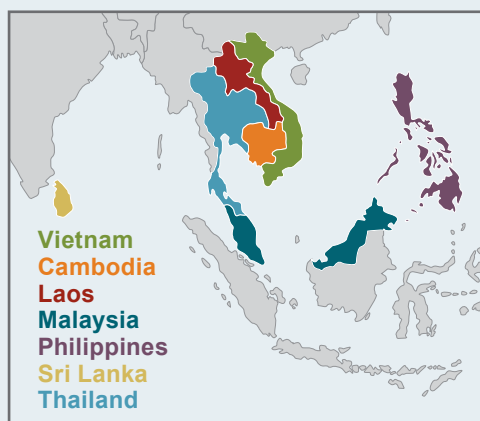 Vietnam
Cambodia
Laos
Malaysia
Philippines
Sri Lanka
Thailand